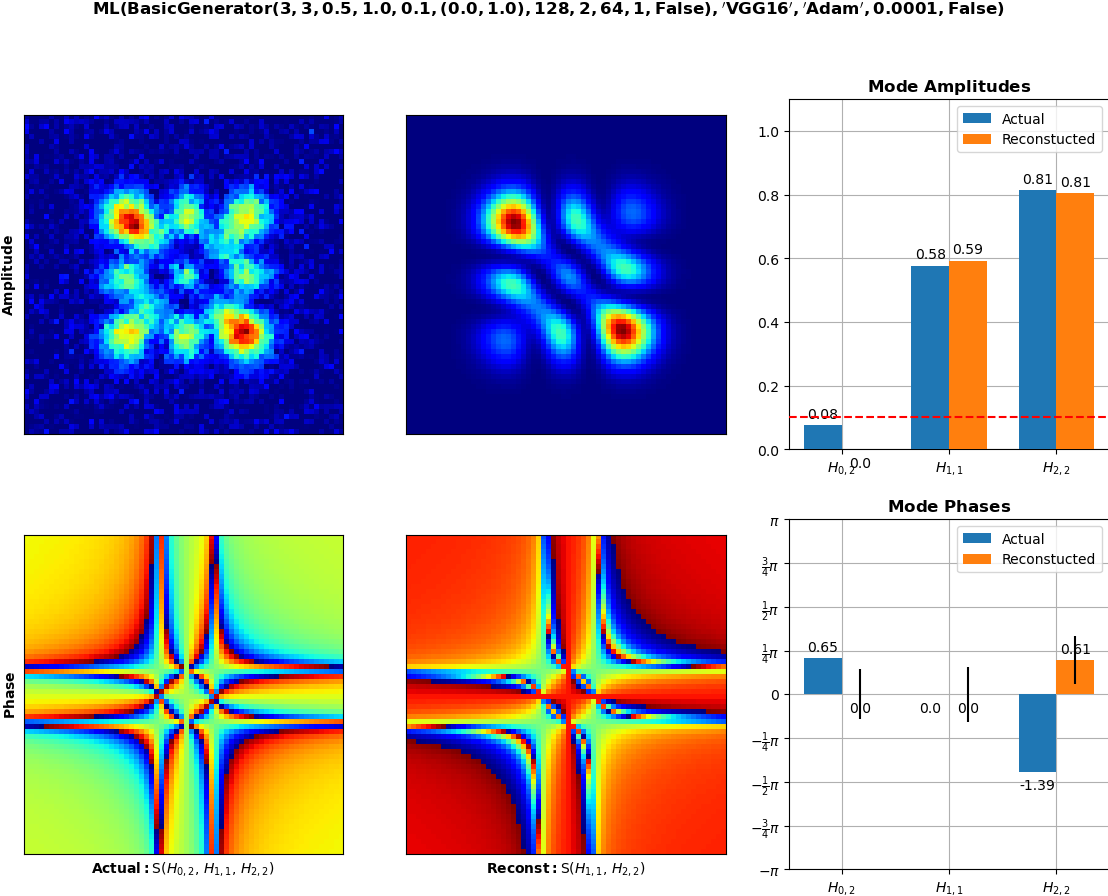 ML(BasicGenerator(3, 3, 0.5, 1.0, 0.1, (0.0, 1.0), 128, 2, 64, 1, False), ′VGG16′, ′Adam′, 0.0001, False)
Amplitude
Mode Amplitudes
Actual
Reconstucted
1.0
0.8
0.6
0.4
0.2
0.0
0.08
0.0
0.58
0.59
0.81
0.81
H0, 2
H1, 1
H2, 2
Phase
Actual: S(H0, 2, H1, 1, H2, 2)
Reconst: S(H1, 1, H2, 2)
Mode Phases
Actual
Reconstucted
π
3/4π
1/2π
1/4π
0
−1/4π
−1/2π
−3/4π
−π
0.65
0.0
0.0
0.0
-1.39
0.61
H0, 2
H1, 1
H2, 2